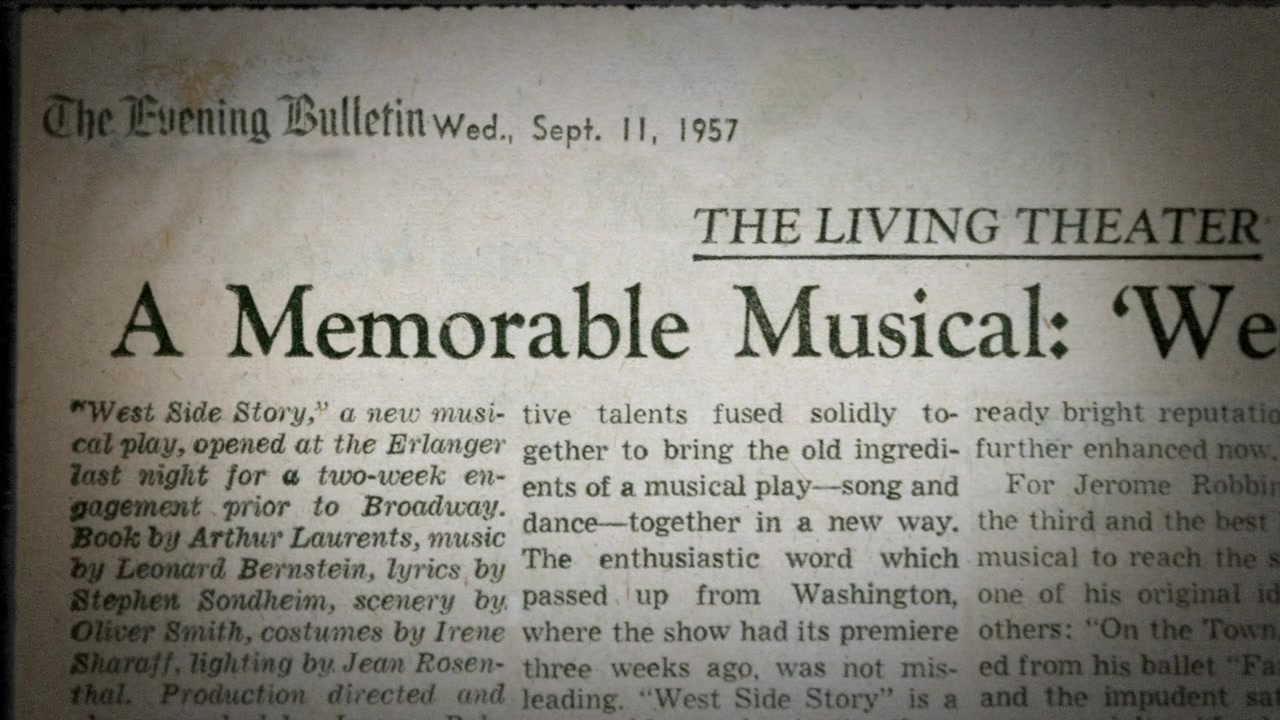 The Evening Bulletin Wed., Sept. 11, 1957
THE LIVING THEATER
A Memorable Musical: ‘We
"West Side Story," a new musi-
cal play, opened at the Erlanger
last night for a two-week en-
gagement prior to Broadway.
Book by Arthur Laurents, music
by Leonard Bernstein, lyrics by
Stephen Sondheim, scenery by
Oliver Smith, costumes by Irene
Sharaff, lighting by Jean Rosen-
thal. Production directed and
tive talents fused solidly to-
gether to bring the old ingredi-
ents of a musical play—song and
dance—together in a new way.
The enthusiastic word which
passed up from Washington,
where the show had its premiere
three weeks ago, was not mis-
leading. "West Side Story" is a
ready bright reputatio
further enhanced now.
For Jerome Robbin
the third and the best
musical to reach the s
one of his original id
others: "On the Town
ed from his ballet "Fa
and the impudent sa